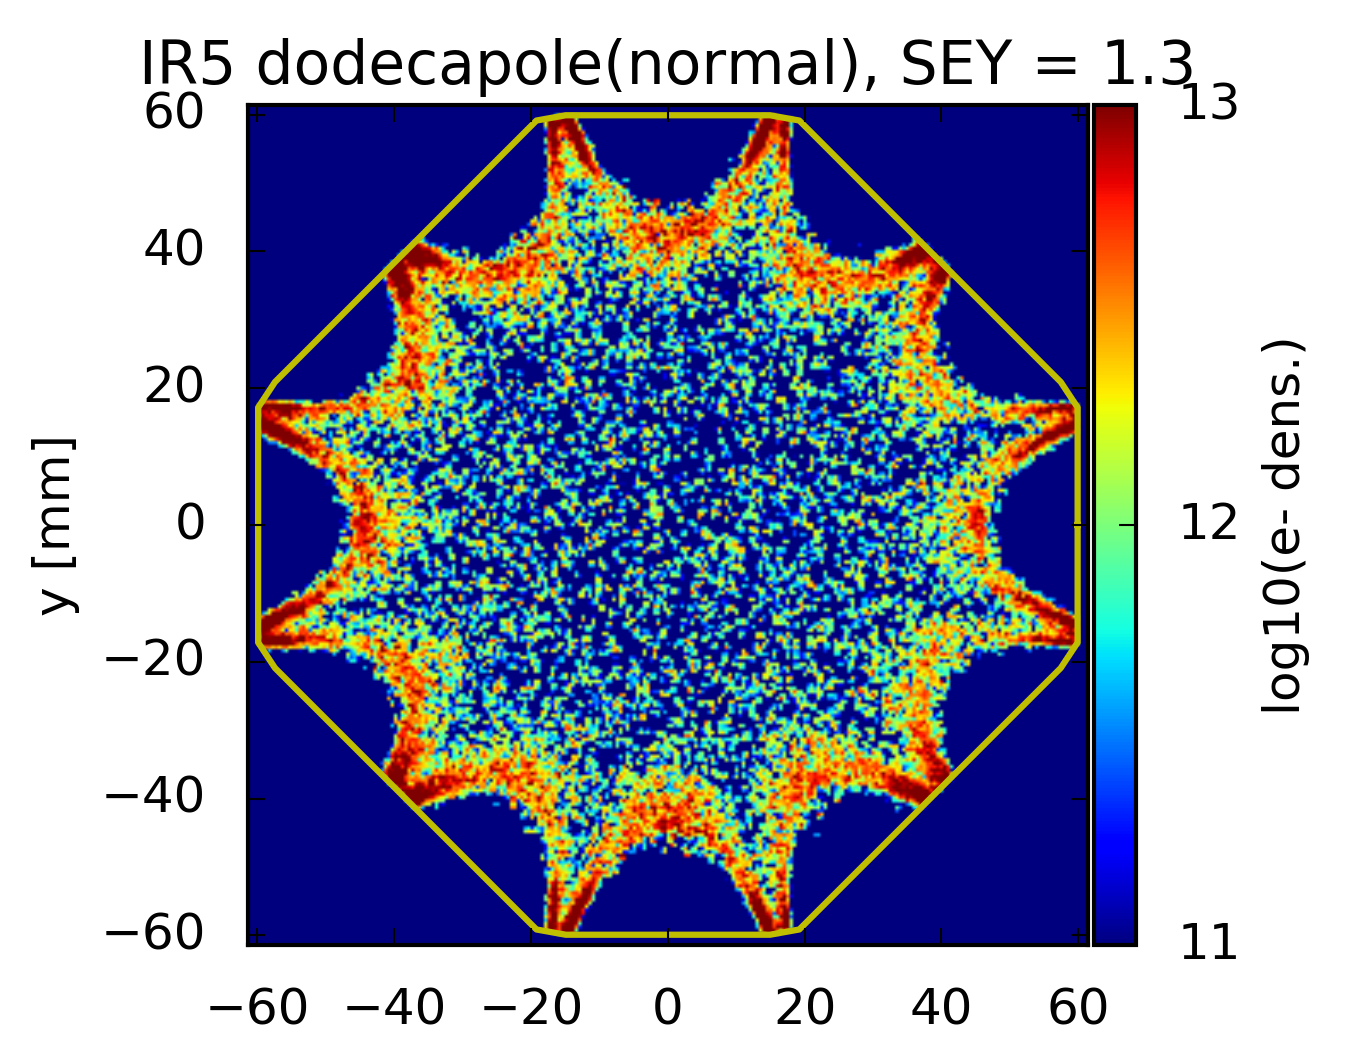 IR5 dodecapole(normal), SEY = 1.3
60
40
20
0
−20
−40
−60
y [mm]
−60 −40 −20 0 20 40 60
13
12
11
log10(e- dens.)